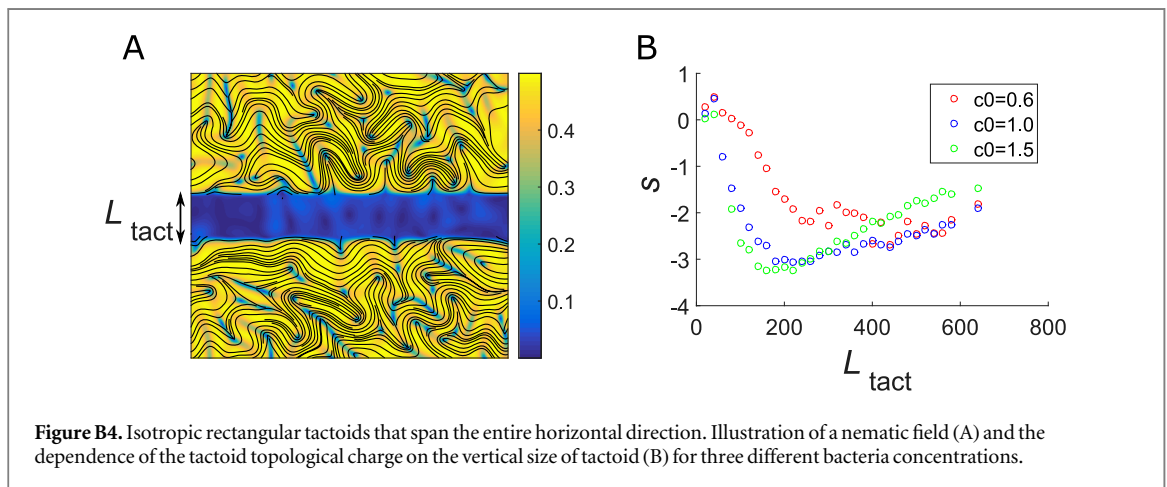 A
L tact
0.4
0.3
0.2
0.1
B
1
0
-1
-2
-3
-4
s
0 200 400 600 800
L tact
c0=0.6
c0=1.0
c0=1.5
Figure B4. Isotropic rectangular tactoids that span the entire horizontal direction. Illustration of a nematic field (A) and the
dependence of the tactoid topological charge on the vertical size of tactoid (B) for three different bacteria concentrations.